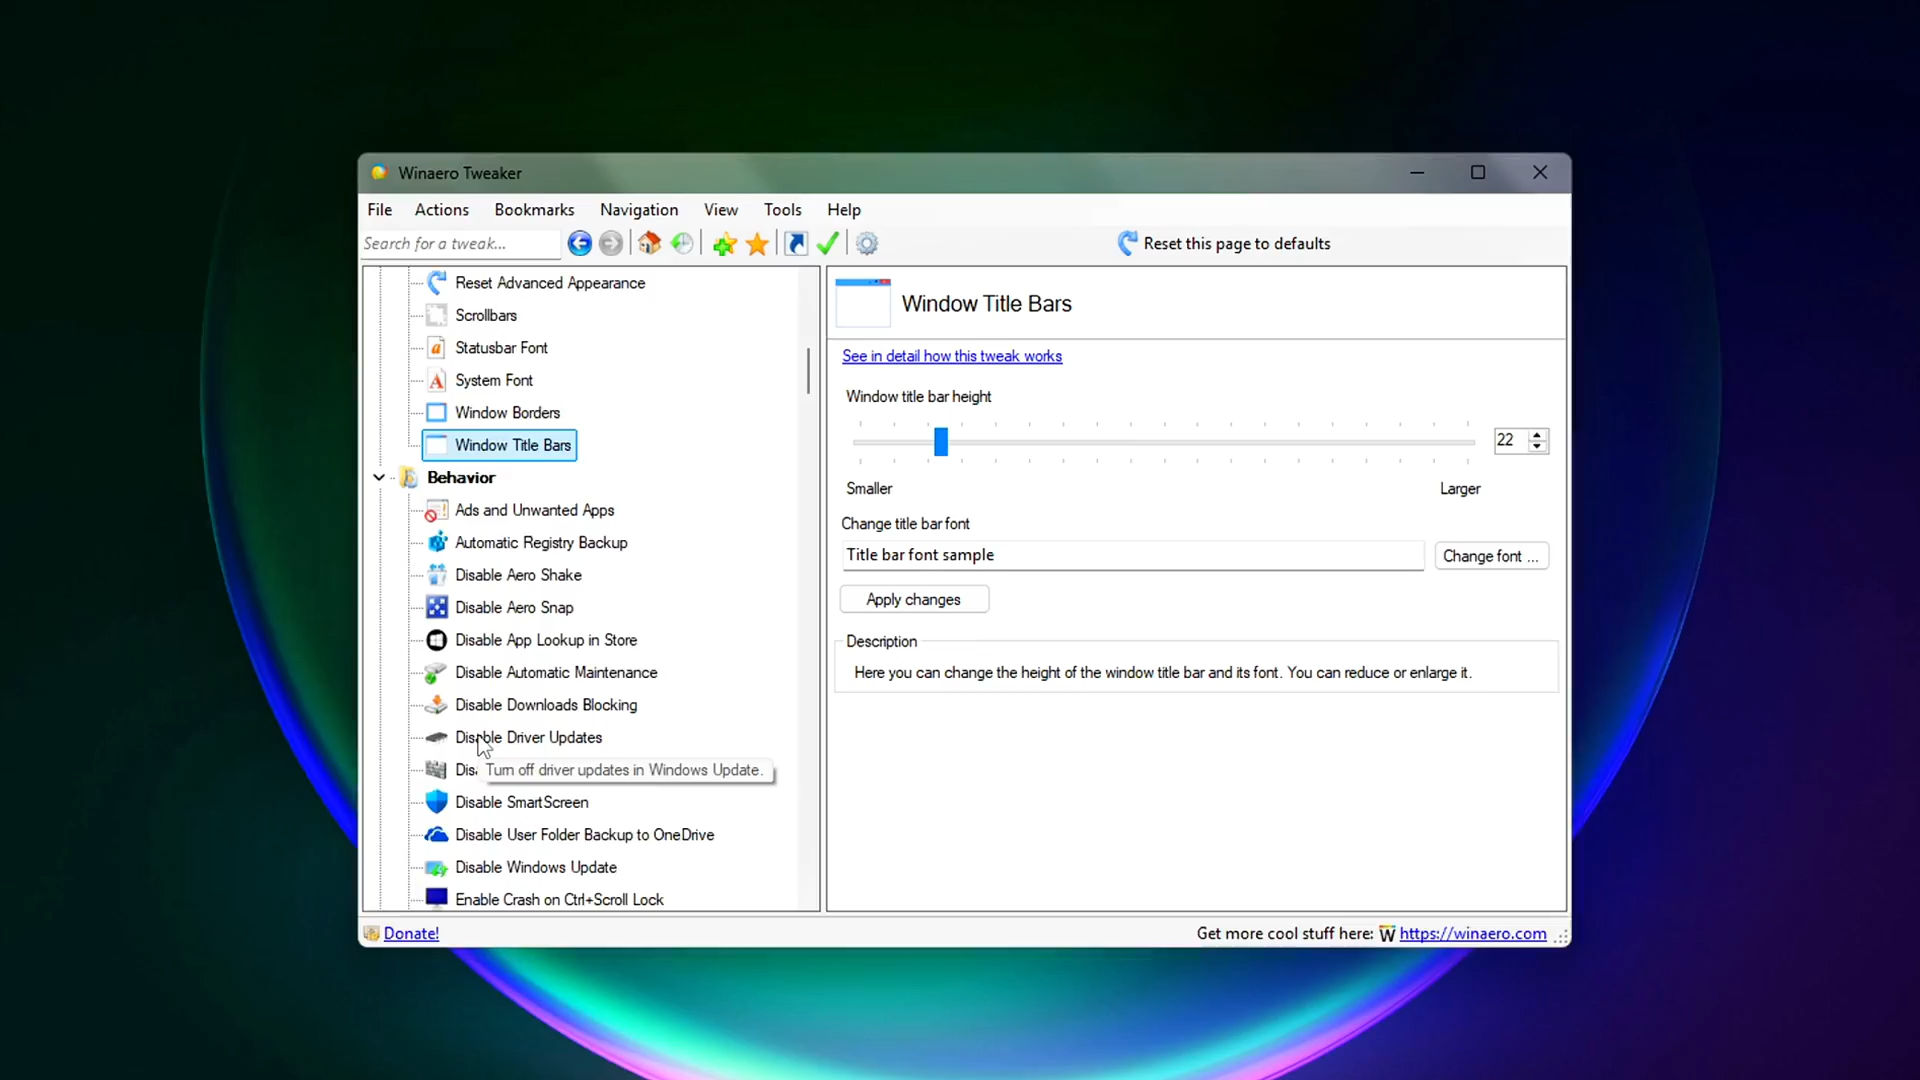 Winaero Tweaker
File Actions Bookmarks Navigation View Tools Help
Search for a tweak...
Reset this page to defaults
Reset Advanced Appearance
Scrollbars
Statusbar Font
System Font
Window Borders
Window Title Bars
Behavior
Ads and Unwanted Apps
Automatic Registry Backup
Disable Aero Shake
Disable Aero Snap
Disable App Lookup in Store
Disable Automatic Maintenance
Disable Downloads Blocking
Disable Driver Updates
Turn off driver updates in Windows Update.
Disable SmartScreen
Disable User Folder Backup to OneDrive
Disable Windows Update
Enable Crash on Ctrl+Scroll Lock
Window Title Bars
See in detail how this tweak works
Window title bar height
22
Smaller Larger
Change title bar font
Title bar font sample
Change font ...
Apply changes
Description
Here you can change the height of the window title bar and its font. You can reduce or enlarge it.
Donate!
Get more cool stuff here: W https://winaero.com